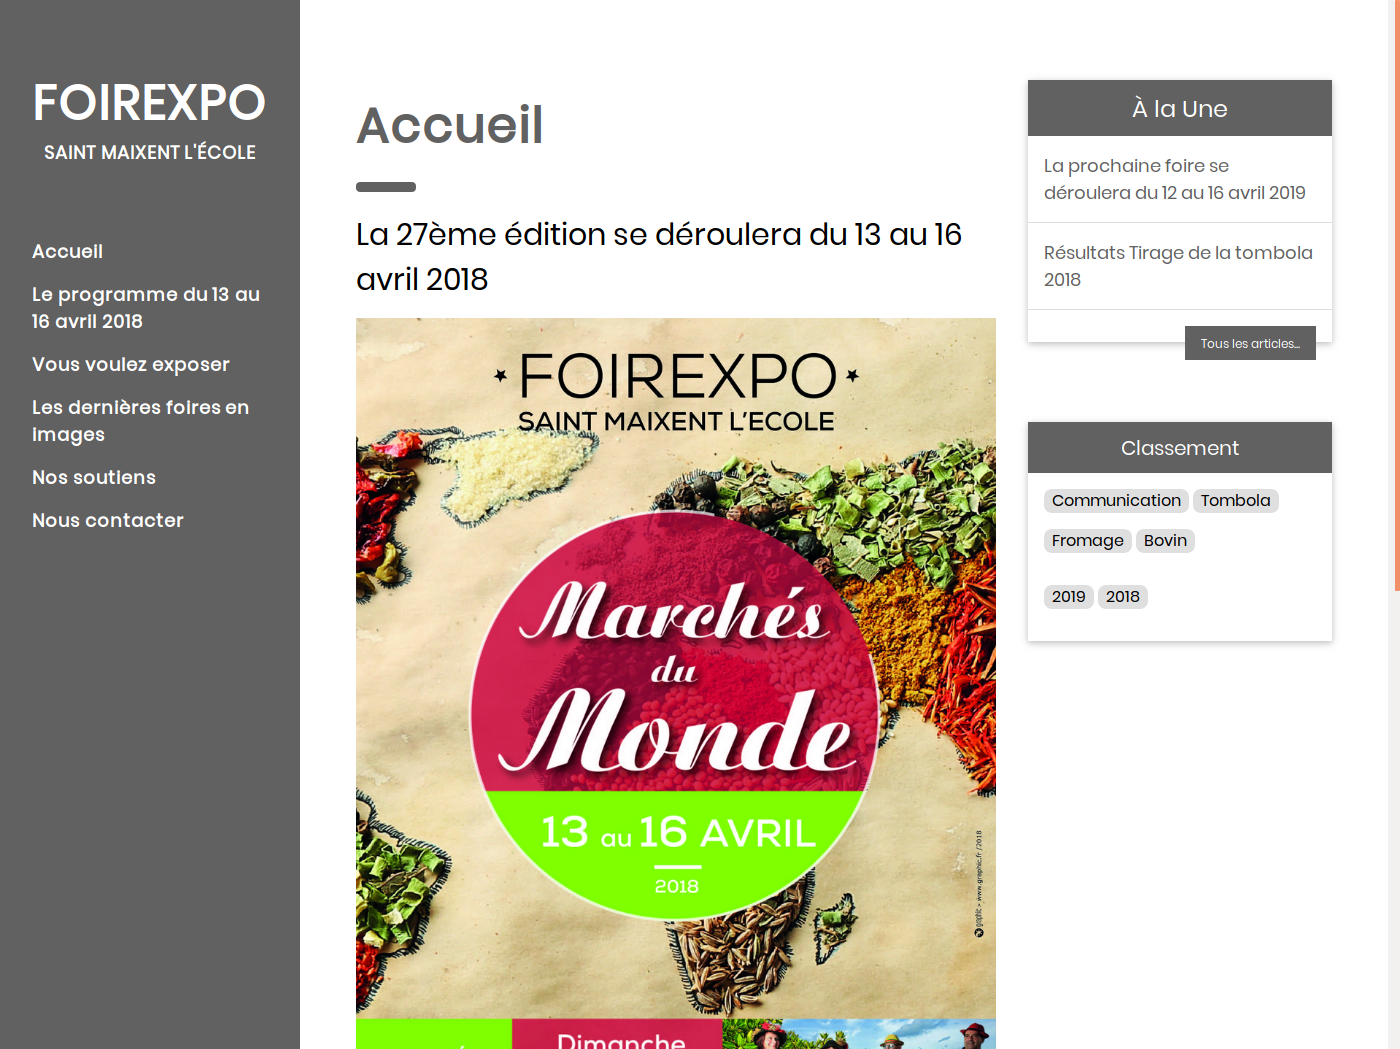 FOIREXPO
SAINT MAIXENT L'ÉCOLE
Accueil
Le programme du 13 au
16 avril 2018
Vous voulez exposer
Les dernières foires en
images
Nos soutiens
Nous contacter
Accueil
La 27ème édition se déroulera du 13 au 16
avril 2018
FOIREXPO
SAINT MAIXENT L'ECOLE
Marchés
du
Monde
13 au 16 AVRIL
2018
graphic • www.graphic.fr /2018
Dimanche
À la Une
La prochaine foire se
déroulera du 12 au 16 avril 2019
Résultats Tirage de la tombola
2018
Tous les articles...
Classement
Communication Tombola
Fromage Bovin
2019 2018